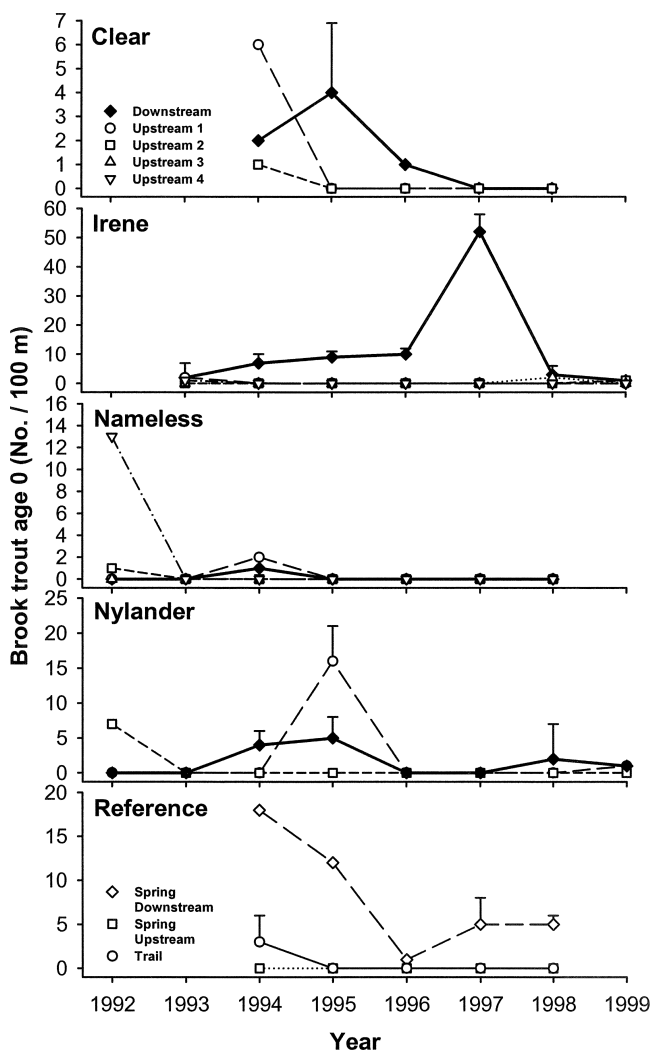 Brook trout age 0 (No. / 100 m)
Clear
7
6
5
4
3
2
1
0
Downstream
Upstream 1
Upstream 2
Upstream 3
Upstream 4
Irene
60
50
40
30
20
10
0
Nameless
16
14
12
10
8
6
4
2
0
Nylander
25
20
15
10
5
0
Reference
20
15
10
5
0
Spring
Downstream
Spring
Upstream
Trail
1992 1993 1994 1995 1996 1997 1998 1999
Year